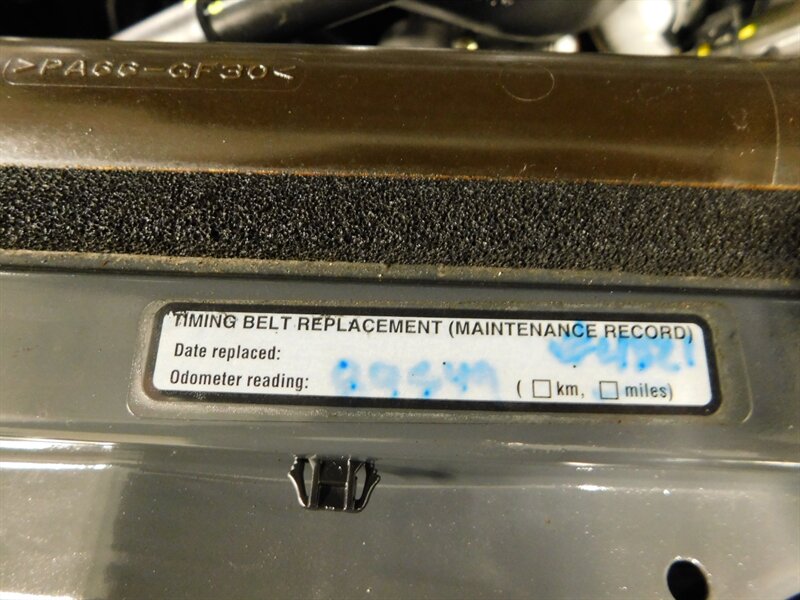 >PA66-GF30<
TIMING BELT REPLACEMENT (MAINTENANCE RECORD)
Date replaced:
Odometer reading: ( □ km, □ miles)